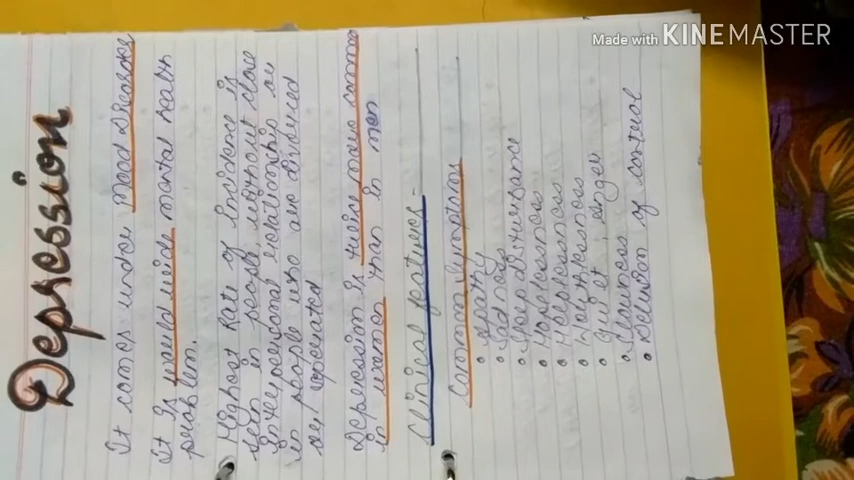 Made with KINEMASTER
Depression
It comes under Mood Disorder
It is world wide mental health
problem.
Highest Rate of incidence is
seen in people, without close
interpersonal relationship or
in people who are divorced
or, seperated
Depression is twice more common
in women than in men
Clinical features -
Common Symptoms
• Apathy
• Sadness
• Sleep disturbance
• Hopelessness
• Helplessness
• Worthlessness
• Guilt, Anger
• Slowness
• Delusion of control